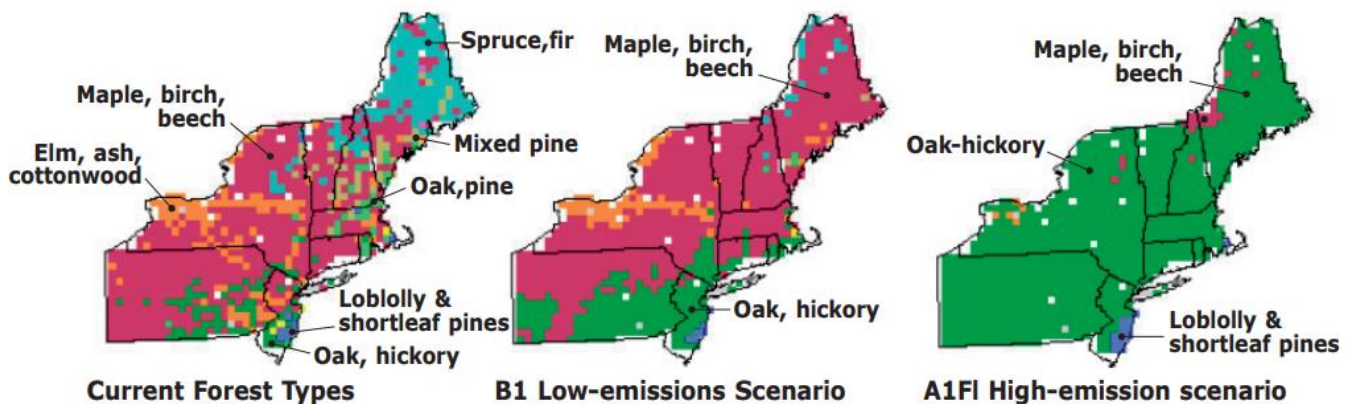 Spruce,fir
Maple, birch,
beech
Elm, ash,
cottonwood
Mixed pine
Oak,pine
Loblolly &
shortleaf pines
Oak, hickory
Current Forest Types
Maple, birch,
beech
Oak, hickory
B1 Low-emissions Scenario
Maple, birch,
beech
Oak-hickory
Loblolly &
shortleaf pines
A1Fl High-emission scenario